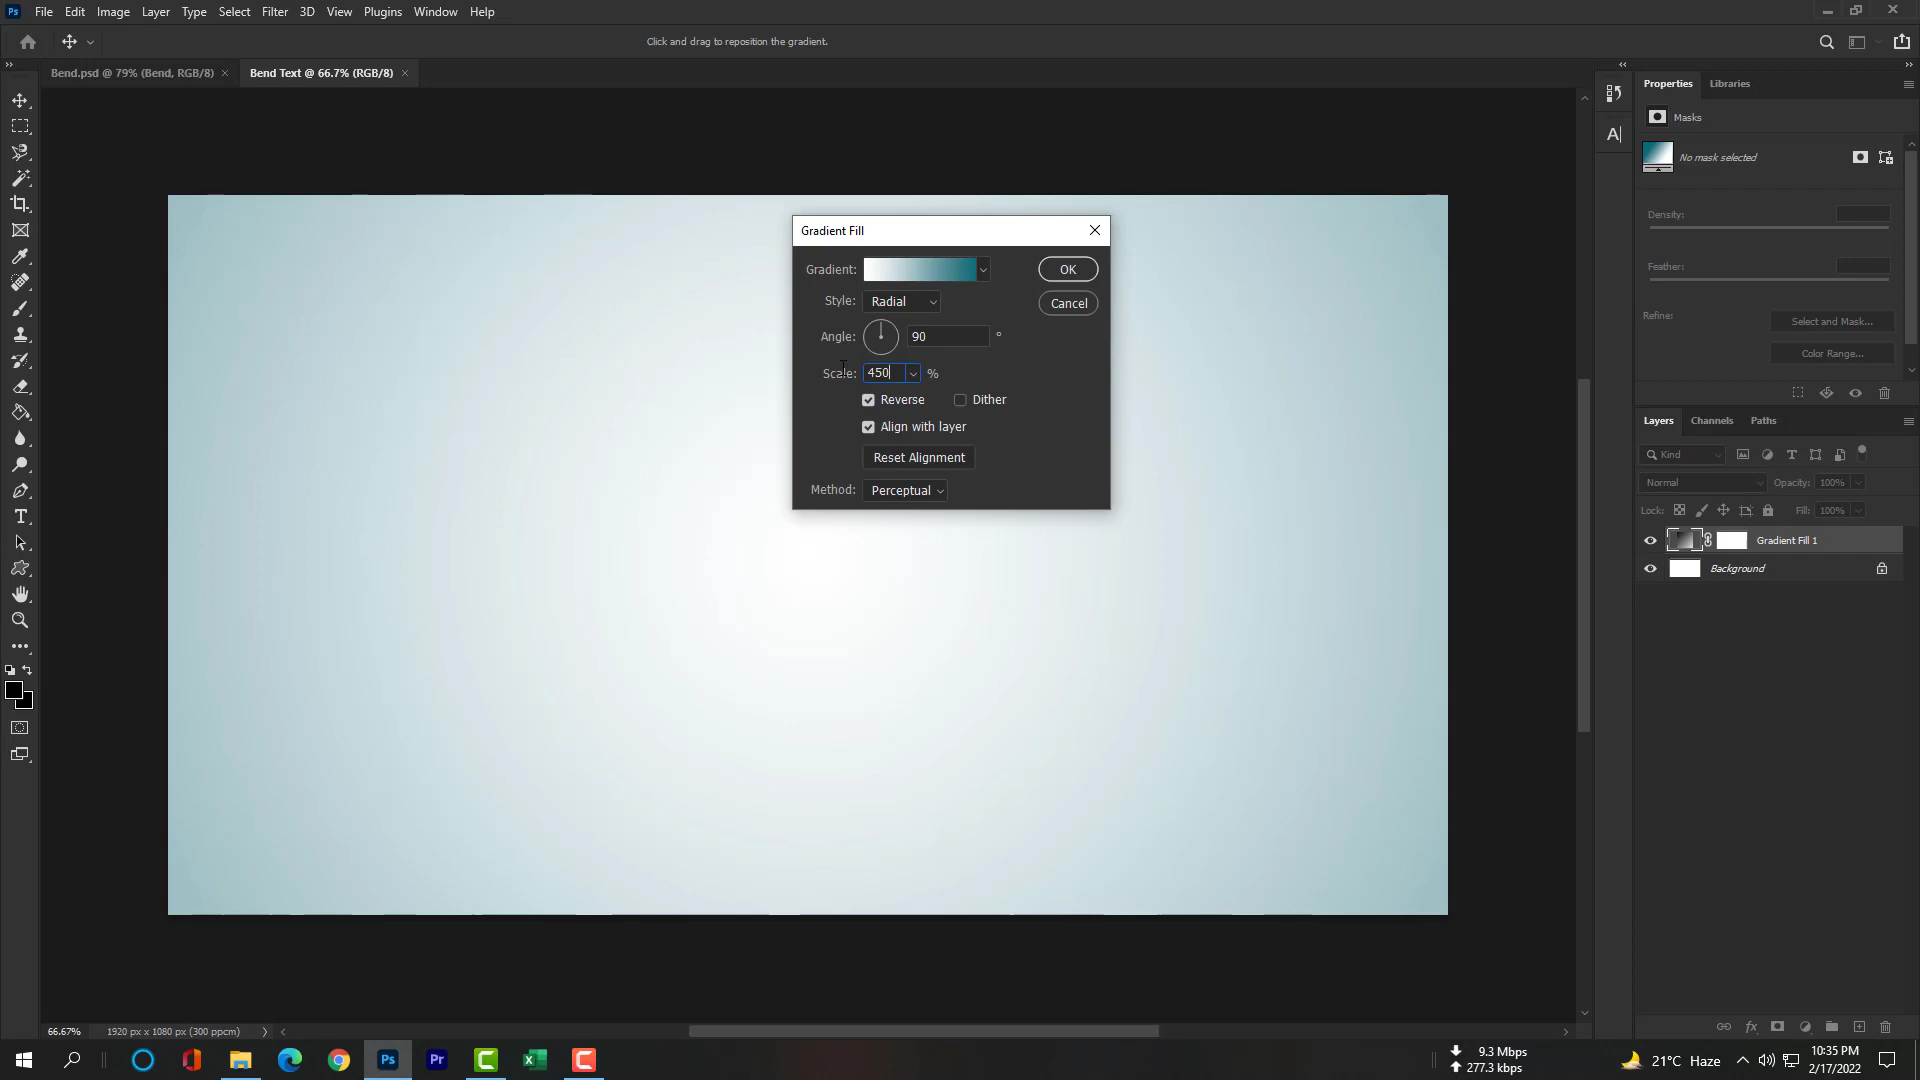 Ps File Edit Image Layer Type Select Filter 3D View Plugins Window Help
Click and drag to reposition the gradient.
Bend.psd @ 79% (Bend, RGB/8) × Bend Text @ 66.7% (RGB/8) ×
Properties Libraries
Masks
No mask selected
Density:
Feather:
Refine: Select and Mask...
Color Range...
Gradient Fill
Gradient: OK
Style: Radial Cancel
Angle: 90 °
Scale: 450 %
Reverse Dither
Align with layer
Reset Alignment
Method: Perceptual
Layers Channels Paths
Kind
Normal Opacity: 100%
Lock: Fill: 100%
Gradient Fill 1
Background
66.67% 1920 px x 1080 px (300 ppcm)
Ps Pr
9.3 Mbps
277.3 kbps
21°C Haze
10:35 PM
2/17/2022